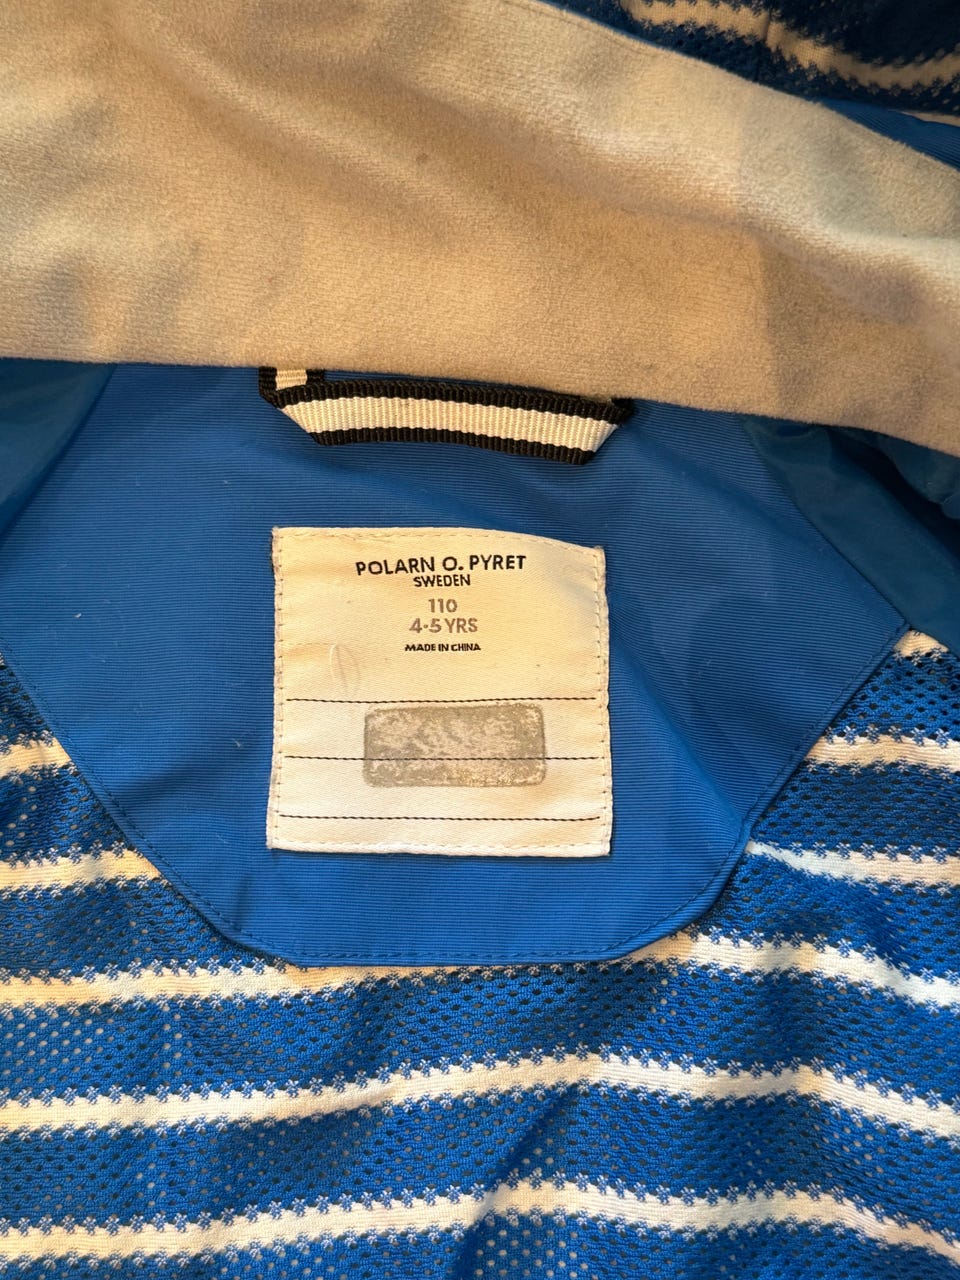 POLARN O. PYRET
SWEDEN
110
4-5 YRS
MADE IN CHINA